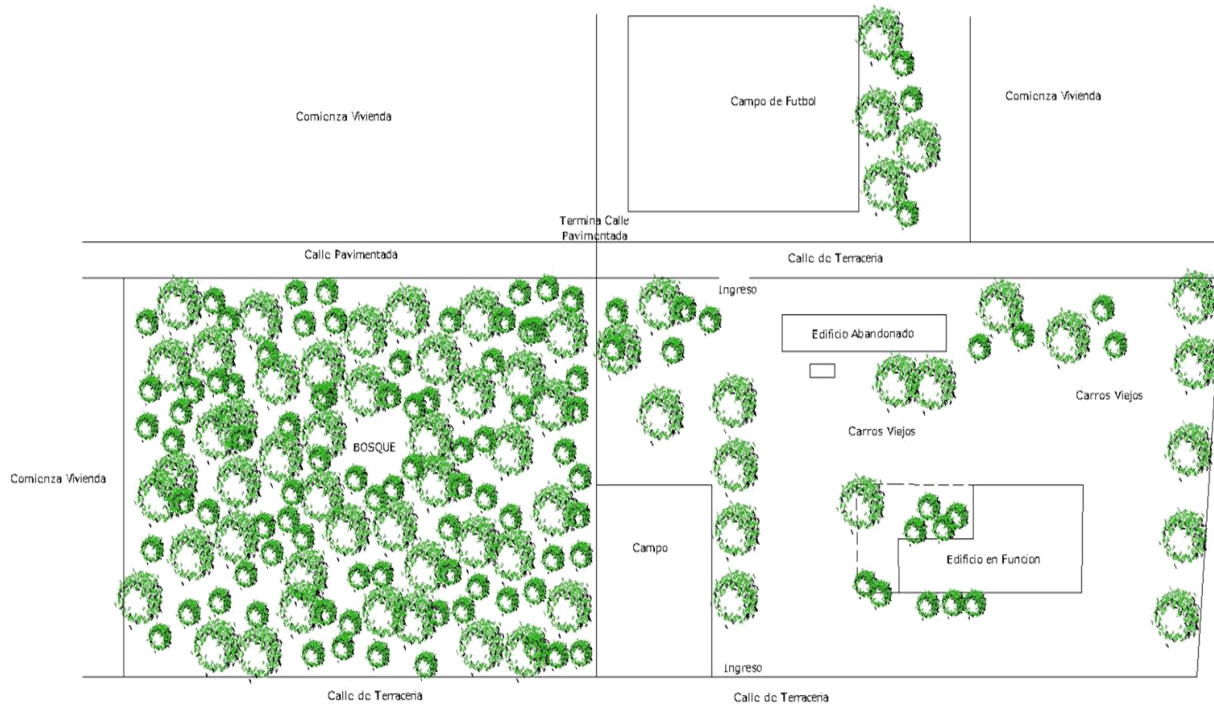 Campo de Futbol
Comienza Vivienda
Comienza Vivienda
Termina Calle
Pavimentada
Calle Pavimentada
Calle de Terraceria
Ingreso
Edificio Abandonado
Carros Viejos
Carros Viejos
BOSQUE
Comienza Vivienda
Campo
Edificio en Funcion
Ingreso
Calle de Terraceria
Calle de Terraceria